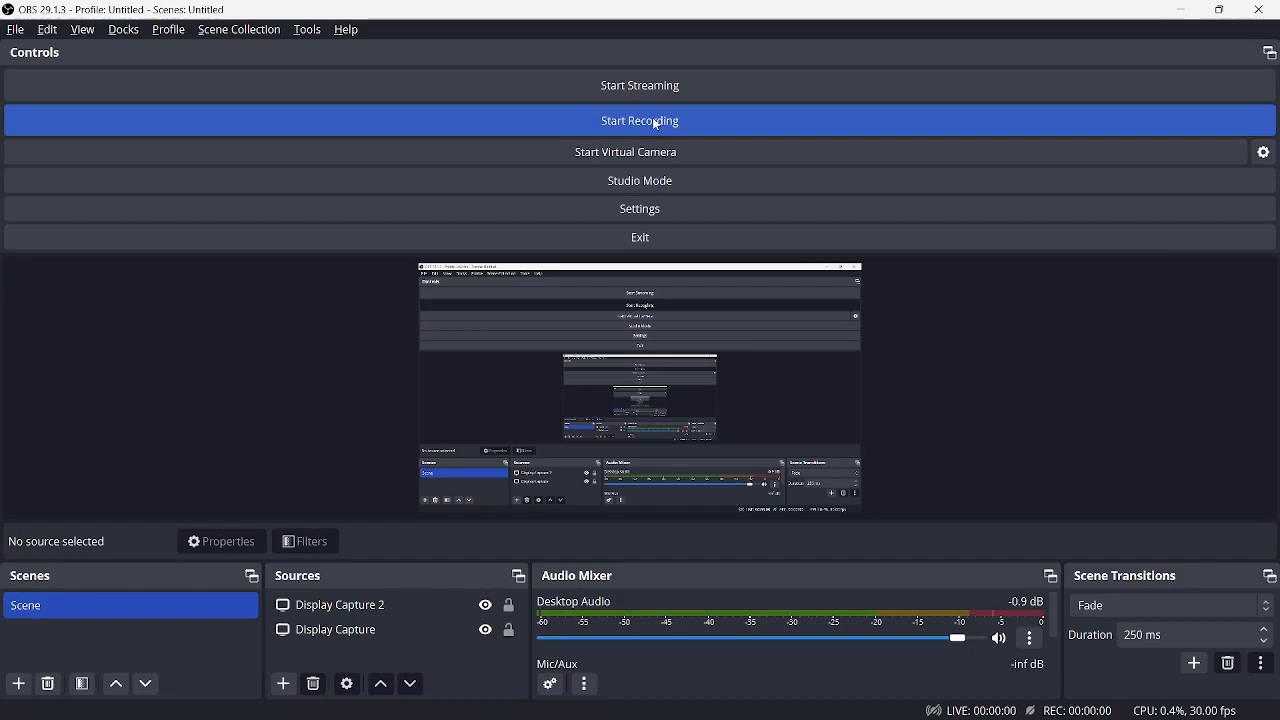 OBS 29.1.3 - Profile: Untitled - Scenes: Untitled
File Edit View Docks Profile Scene Collection Tools Help
Controls
Start Streaming
Start Recording
Start Virtual Camera
Studio Mode
Settings
Exit
No source selected Properties Filters
Scenes
Scene
Sources
Display Capture 2
Display Capture
Audio Mixer
Desktop Audio -0.9 dB
-60 -55 -50 -45 -40 -35 -30 -25 -20 -15 -10 -5 0
Mic/Aux -inf dB
Scene Transitions
Fade
Duration 250 ms
LIVE: 00:00:00 REC: 00:00:00 CPU: 0.4%, 30.00 fps